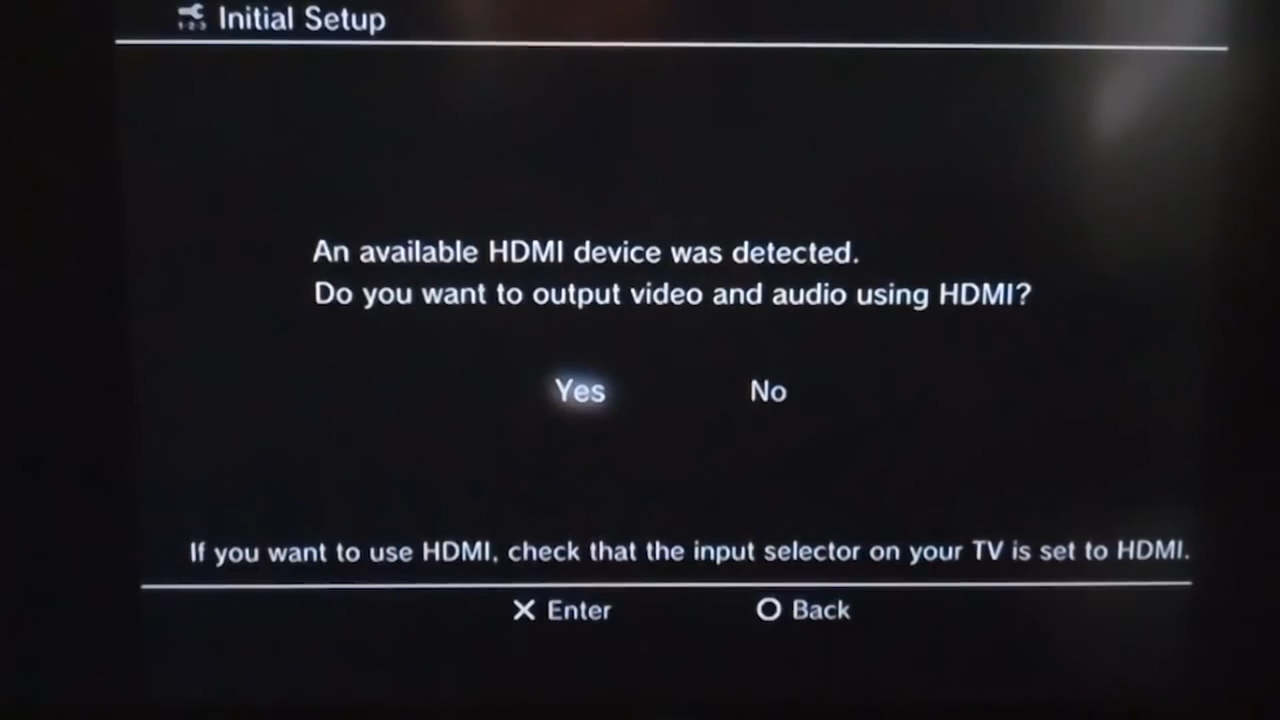 Initial Setup
An available HDMI device was detected.
Do you want to output video and audio using HDMI?
Yes No
If you want to use HDMI, check that the input selector on your TV is set to HDMI.
X Enter O Back